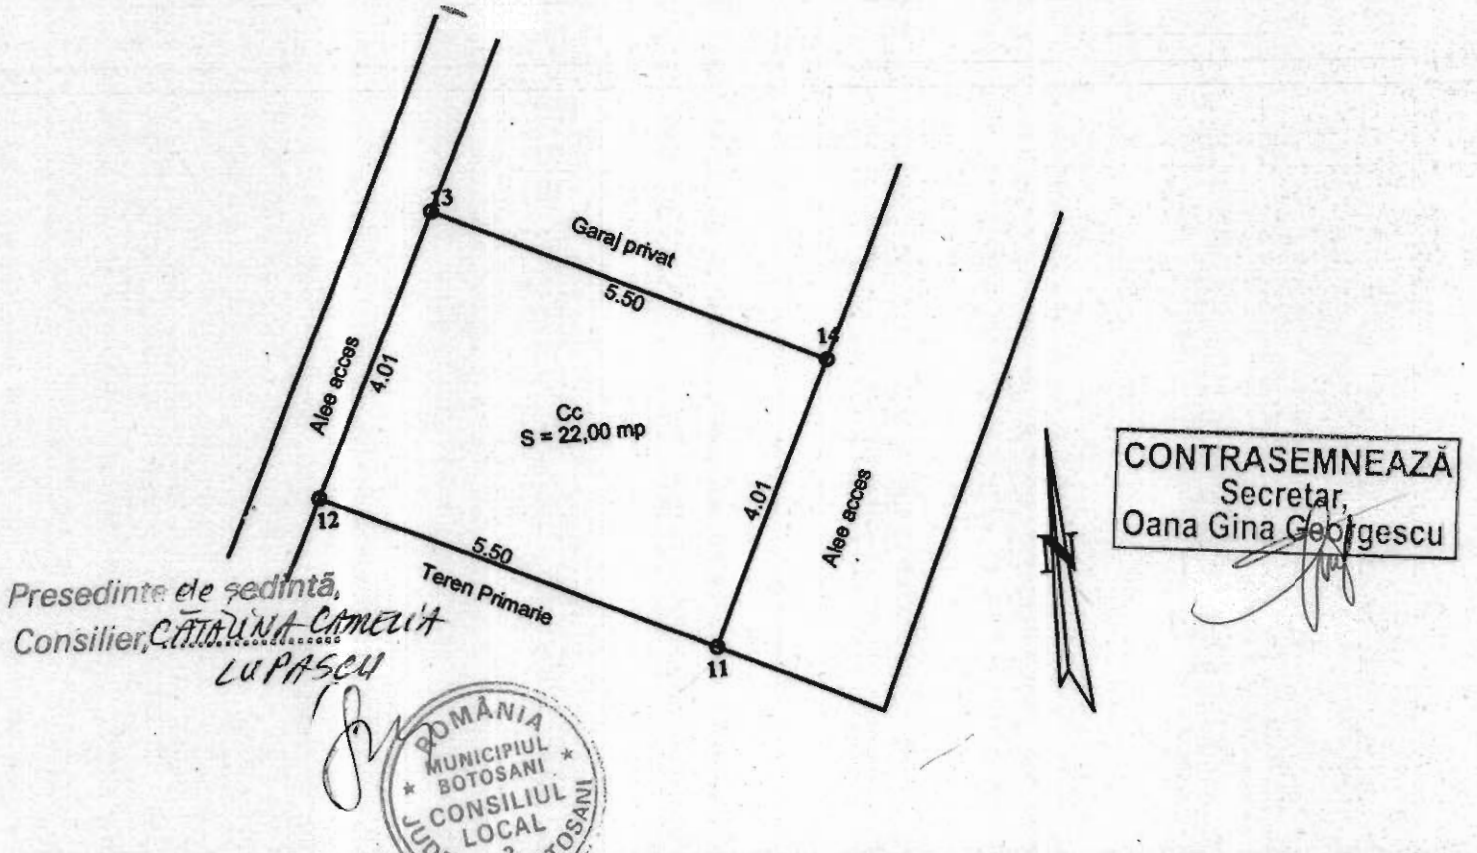 13
Garaj privat
5.50
14
Alee acces
4.01
Cc
S = 22,00 mp
4.01
Alee acces
12
5.50
Teren Primarie
11
N
CONTRASEMNEAZĂ
Secretar,
Oana Gina Georgescu
Presedinte de şedintă,
Consilier, CĂTĂLINA CAMELIA
LUPASCU
ROMÂNIA
MUNICIPIUL
BOTOSANI
CONSILIUL
LOCAL